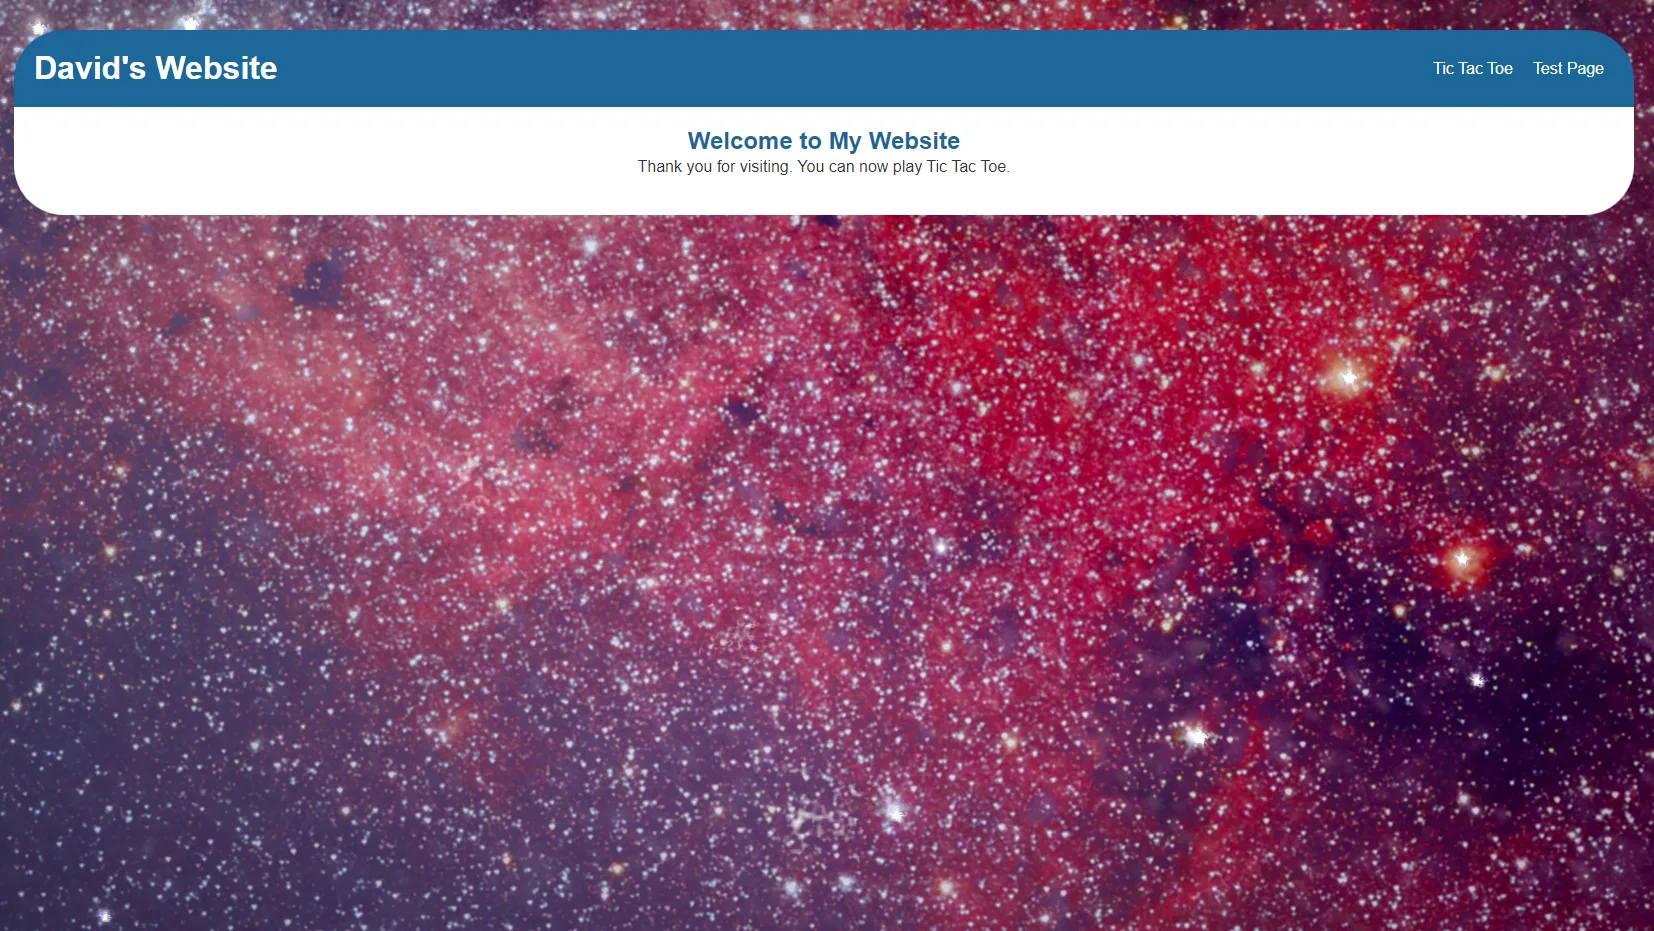 David's Website
Tic Tac Toe
Test Page
Welcome to My Website
Thank you for visiting. You can now play Tic Tac Toe.